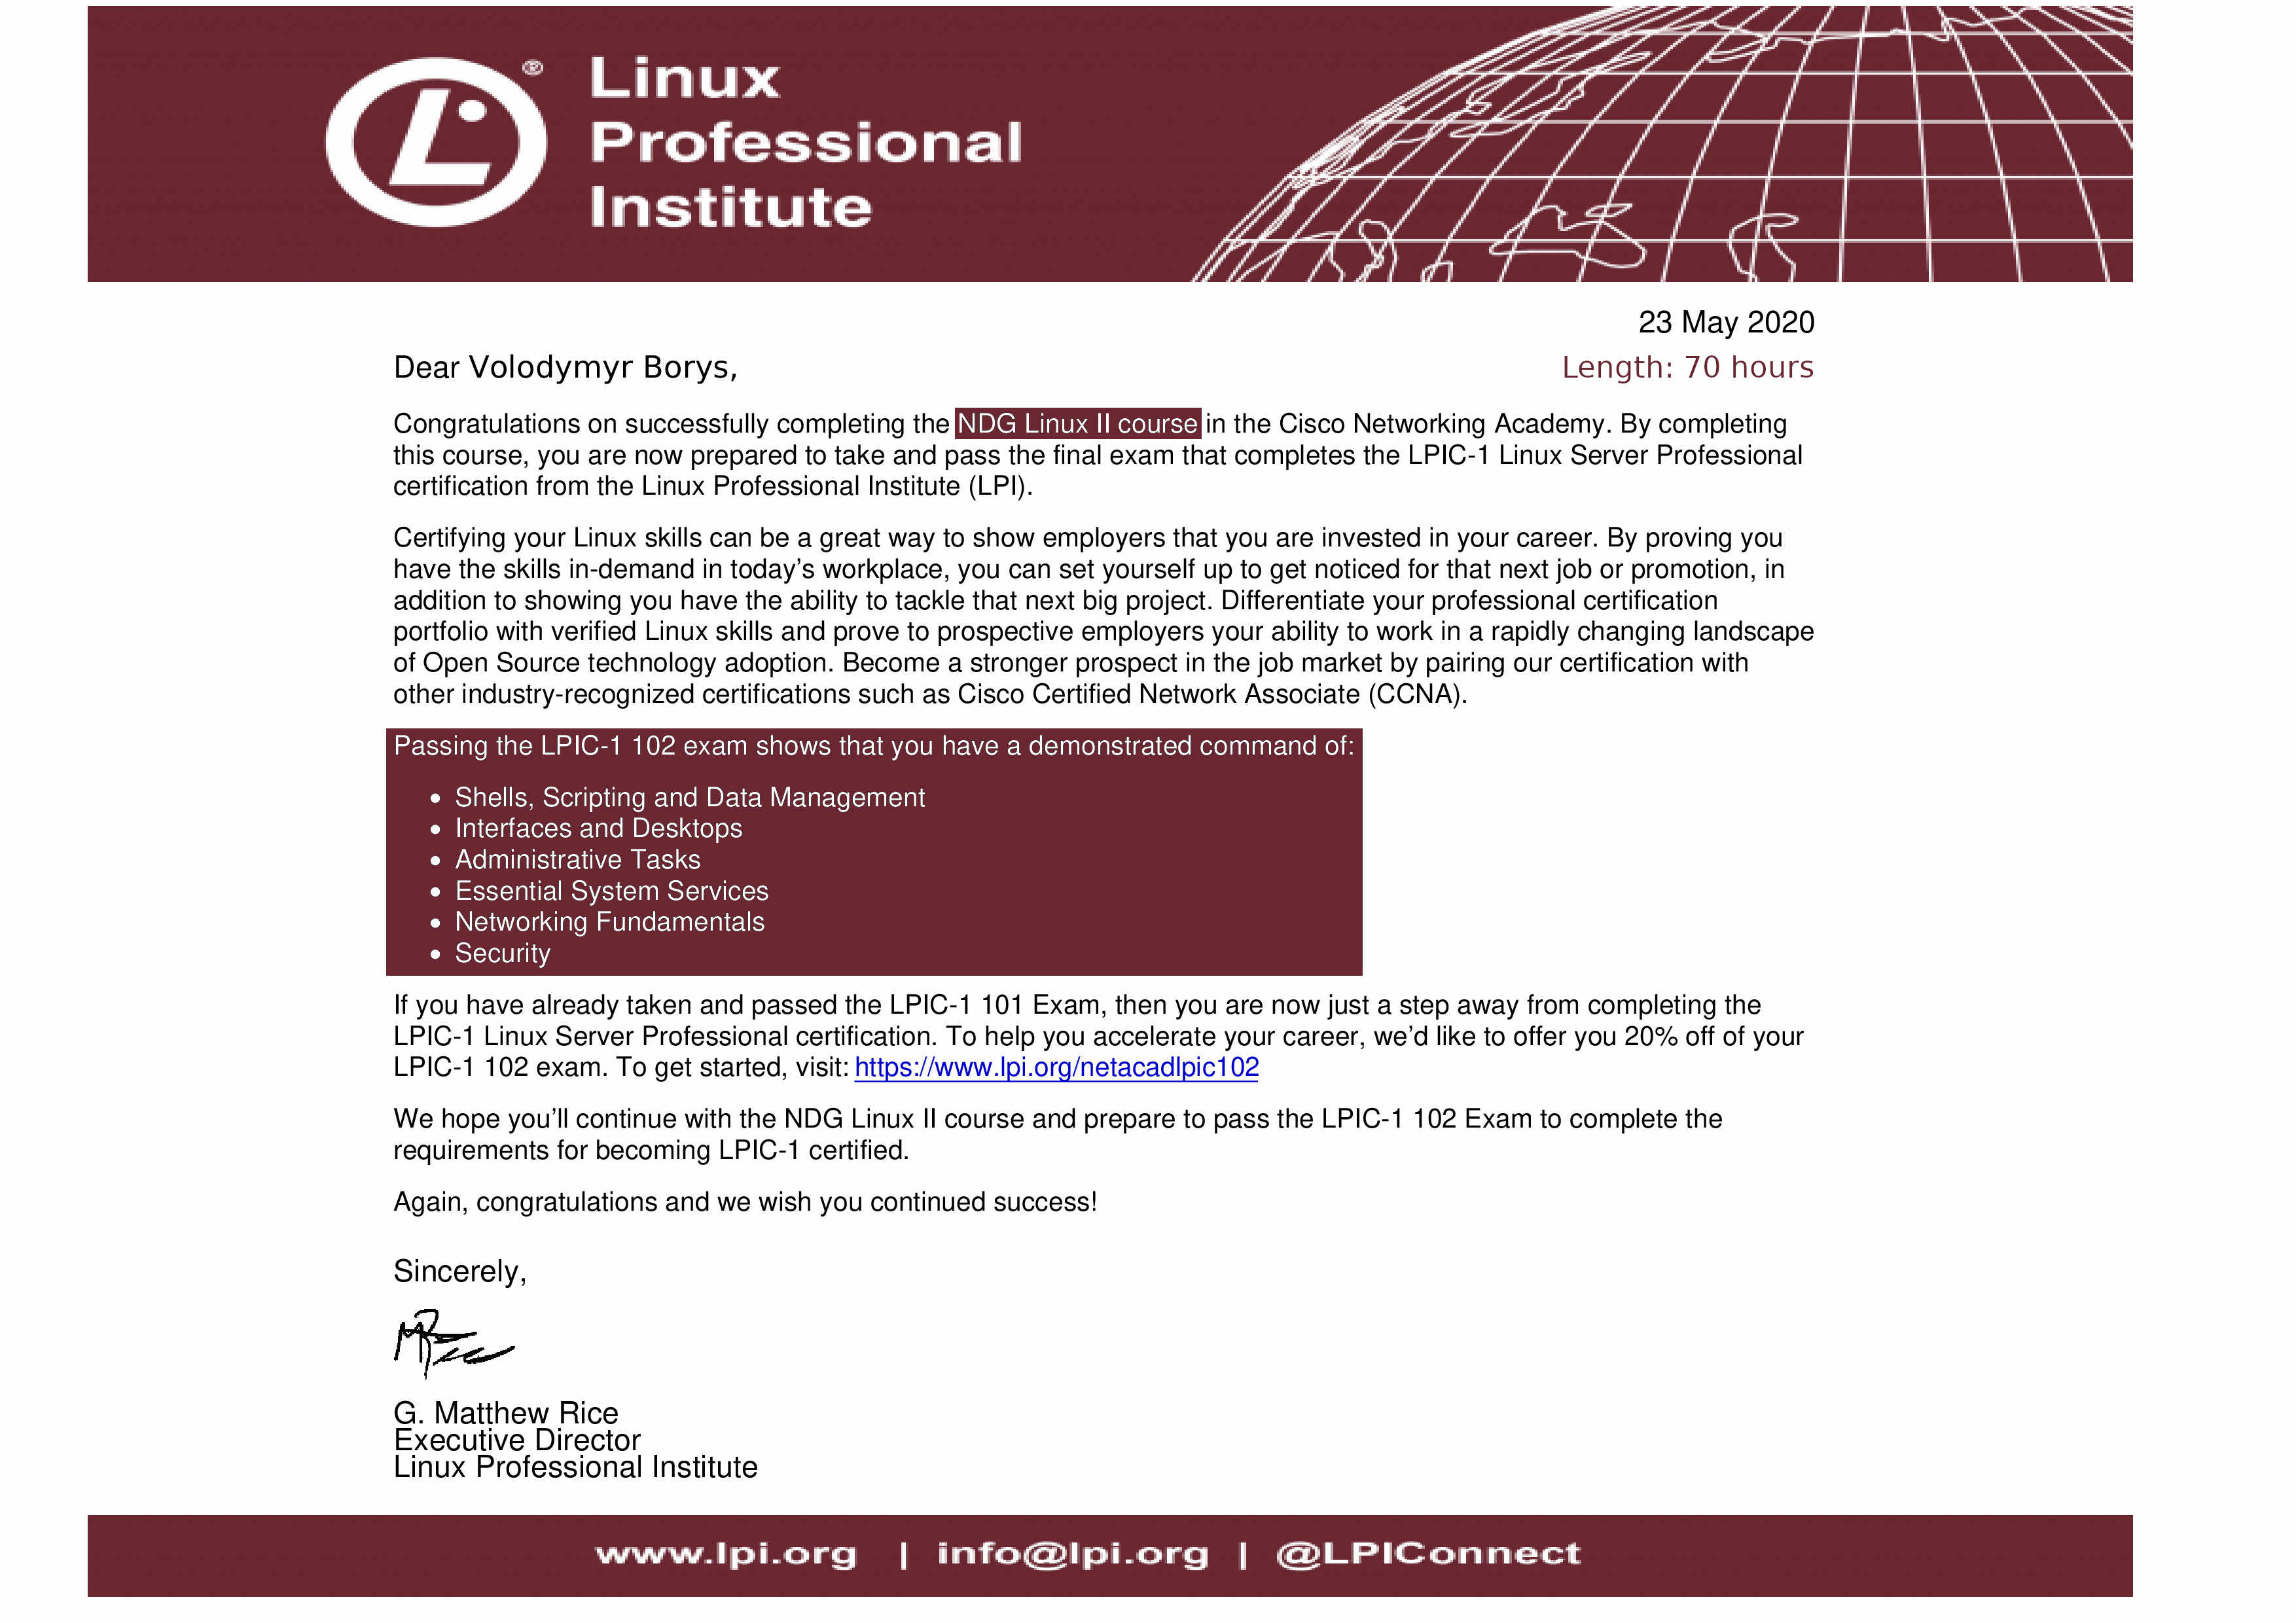 Linux
Professional
Institute
®
23 May 2020
Dear Volodymyr Borys,
Length: 70 hours
Congratulations on successfully completing the NDG Linux II course in the Cisco Networking Academy. By completing
this course, you are now prepared to take and pass the final exam that completes the LPIC-1 Linux Server Professional
certification from the Linux Professional Institute (LPI).
Certifying your Linux skills can be a great way to show employers that you are invested in your career. By proving you
have the skills in-demand in today’s workplace, you can set yourself up to get noticed for that next job or promotion, in
addition to showing you have the ability to tackle that next big project. Differentiate your professional certification
portfolio with verified Linux skills and prove to prospective employers your ability to work in a rapidly changing landscape
of Open Source technology adoption. Become a stronger prospect in the job market by pairing our certification with
other industry-recognized certifications such as Cisco Certified Network Associate (CCNA).
Passing the LPIC-1 102 exam shows that you have a demonstrated command of:
• Shells, Scripting and Data Management
• Interfaces and Desktops
• Administrative Tasks
• Essential System Services
• Networking Fundamentals
• Security
If you have already taken and passed the LPIC-1 101 Exam, then you are now just a step away from completing the
LPIC-1 Linux Server Professional certification. To help you accelerate your career, we’d like to offer you 20% off of your
LPIC-1 102 exam. To get started, visit: https://www.lpi.org/netacadlpic102
We hope you’ll continue with the NDG Linux II course and prepare to pass the LPIC-1 102 Exam to complete the
requirements for becoming LPIC-1 certified.
Again, congratulations and we wish you continued success!
Sincerely,
G. Matthew Rice
Executive Director
Linux Professional Institute
www.lpi.org | info@lpi.org | @LPIConnect